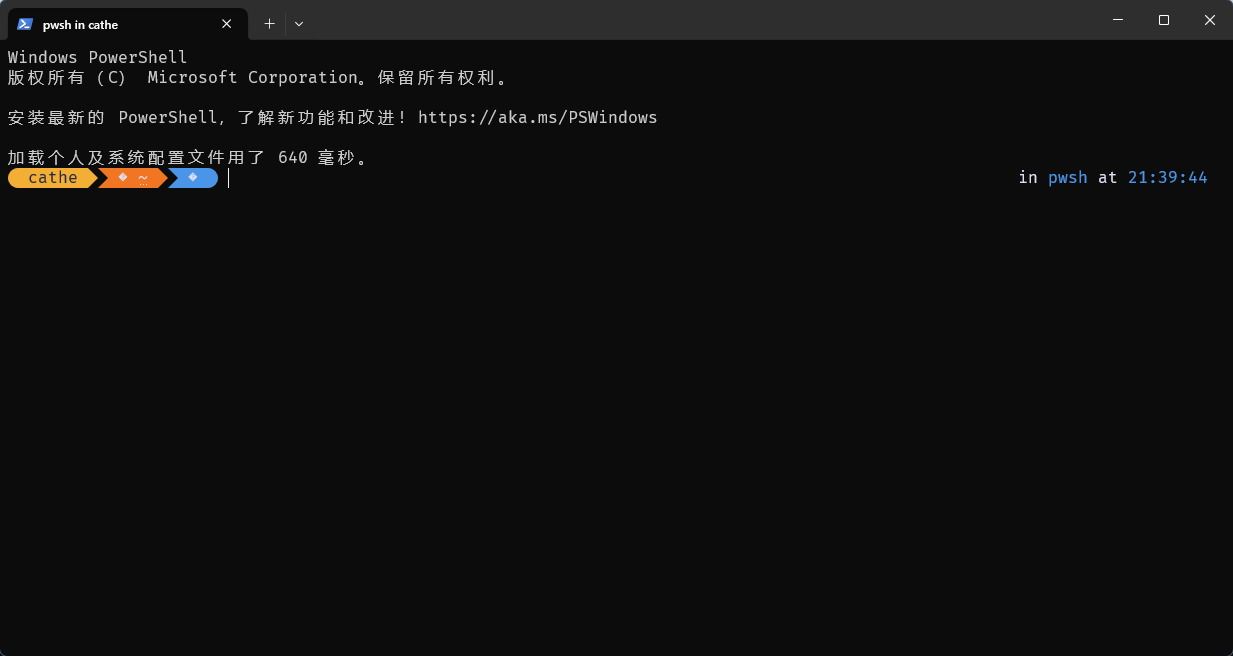 pwsh in cathe
Windows PowerShell
版权所有 (C) Microsoft Corporation。保留所有权利。
安装最新的 PowerShell,了解新功能和改进!https://aka.ms/PSWindows
加载个人及系统配置文件用了 640 毫秒。
cathe � ~ � in pwsh at 21:39:44